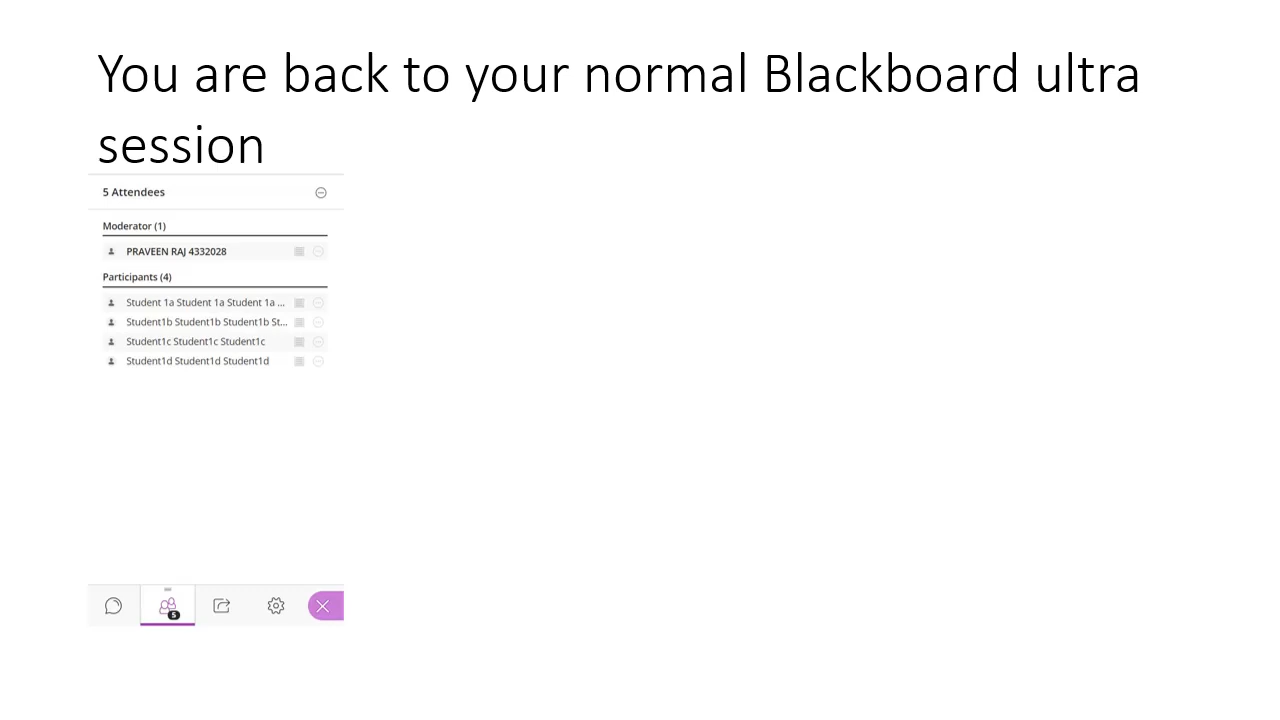 You are back to your normal Blackboard ultra
session
5 Attendees
Moderator (1)
PRAVEEN RAJ 4332028
Participants (4)
Student 1a Student 1a Student 1a ...
Student1b Student1b Student1b St...
Student1c Student1c Student1c
Student1d Student1d Student1d
5